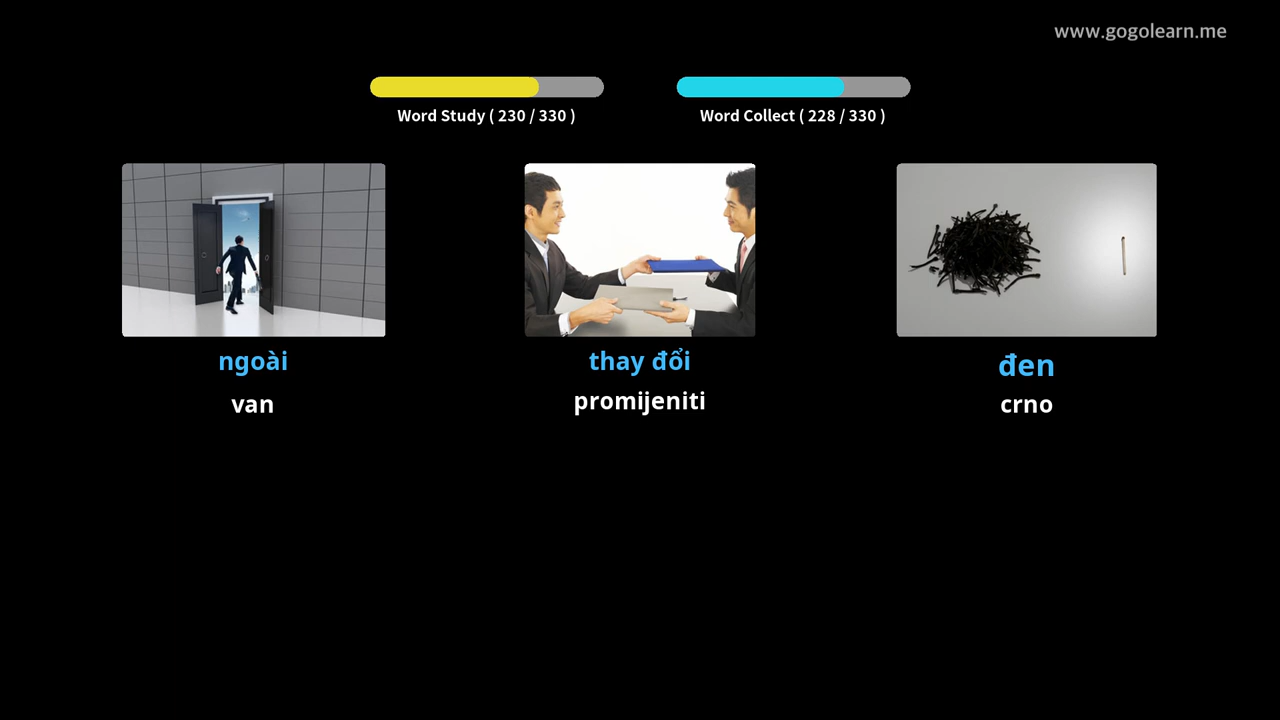 www.gogolearn.me
Word Study ( 230 / 330 )
Word Collect ( 228 / 330 )
ngoài
van
thay đổi
promijeniti
đen
crno